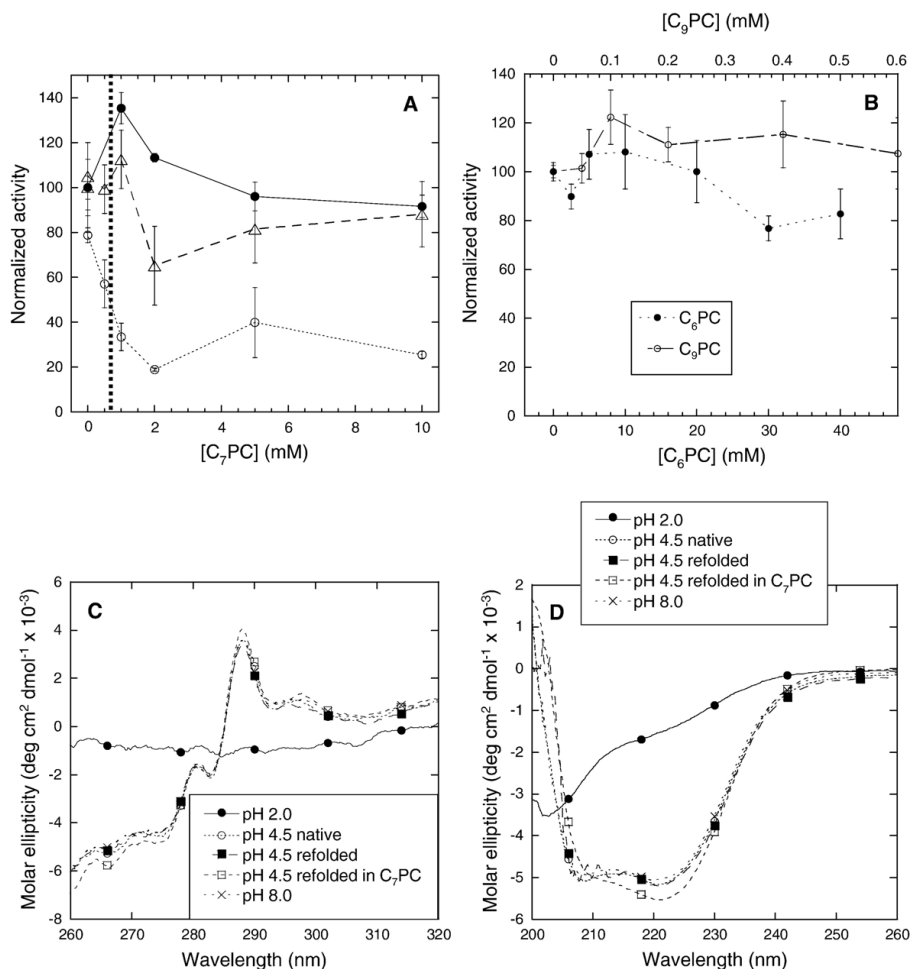 [C₉PC] (mM)
0 0.1 0.2 0.3 0.4 0.5 0.6
A
140
120
100
80
60
40
20
0
Normalized activity
0 2 4 6 8 10
[C₇PC] (mM)
B
140
120
100
80
60
40
20
0
Normalized activity
C₆PC
C₉PC
0 10 20 30 40
[C₆PC] (mM)
C
6
4
2
0
-2
-4
-6
-8
Molar ellipticity (deg cm² dmol⁻¹ x 10⁻³)
pH 2.0
pH 4.5 native
pH 4.5 refolded
pH 4.5 refolded in C₇PC
pH 8.0
260 270 280 290 300 310 320
Wavelength (nm)
pH 2.0
pH 4.5 native
pH 4.5 refolded
pH 4.5 refolded in C₇PC
pH 8.0
D
2
1
0
-1
-2
-3
-4
-5
-6
Molar ellipticity (deg cm² dmol⁻¹ x 10⁻³)
200 210 220 230 240 250 260
Wavelength (nm)